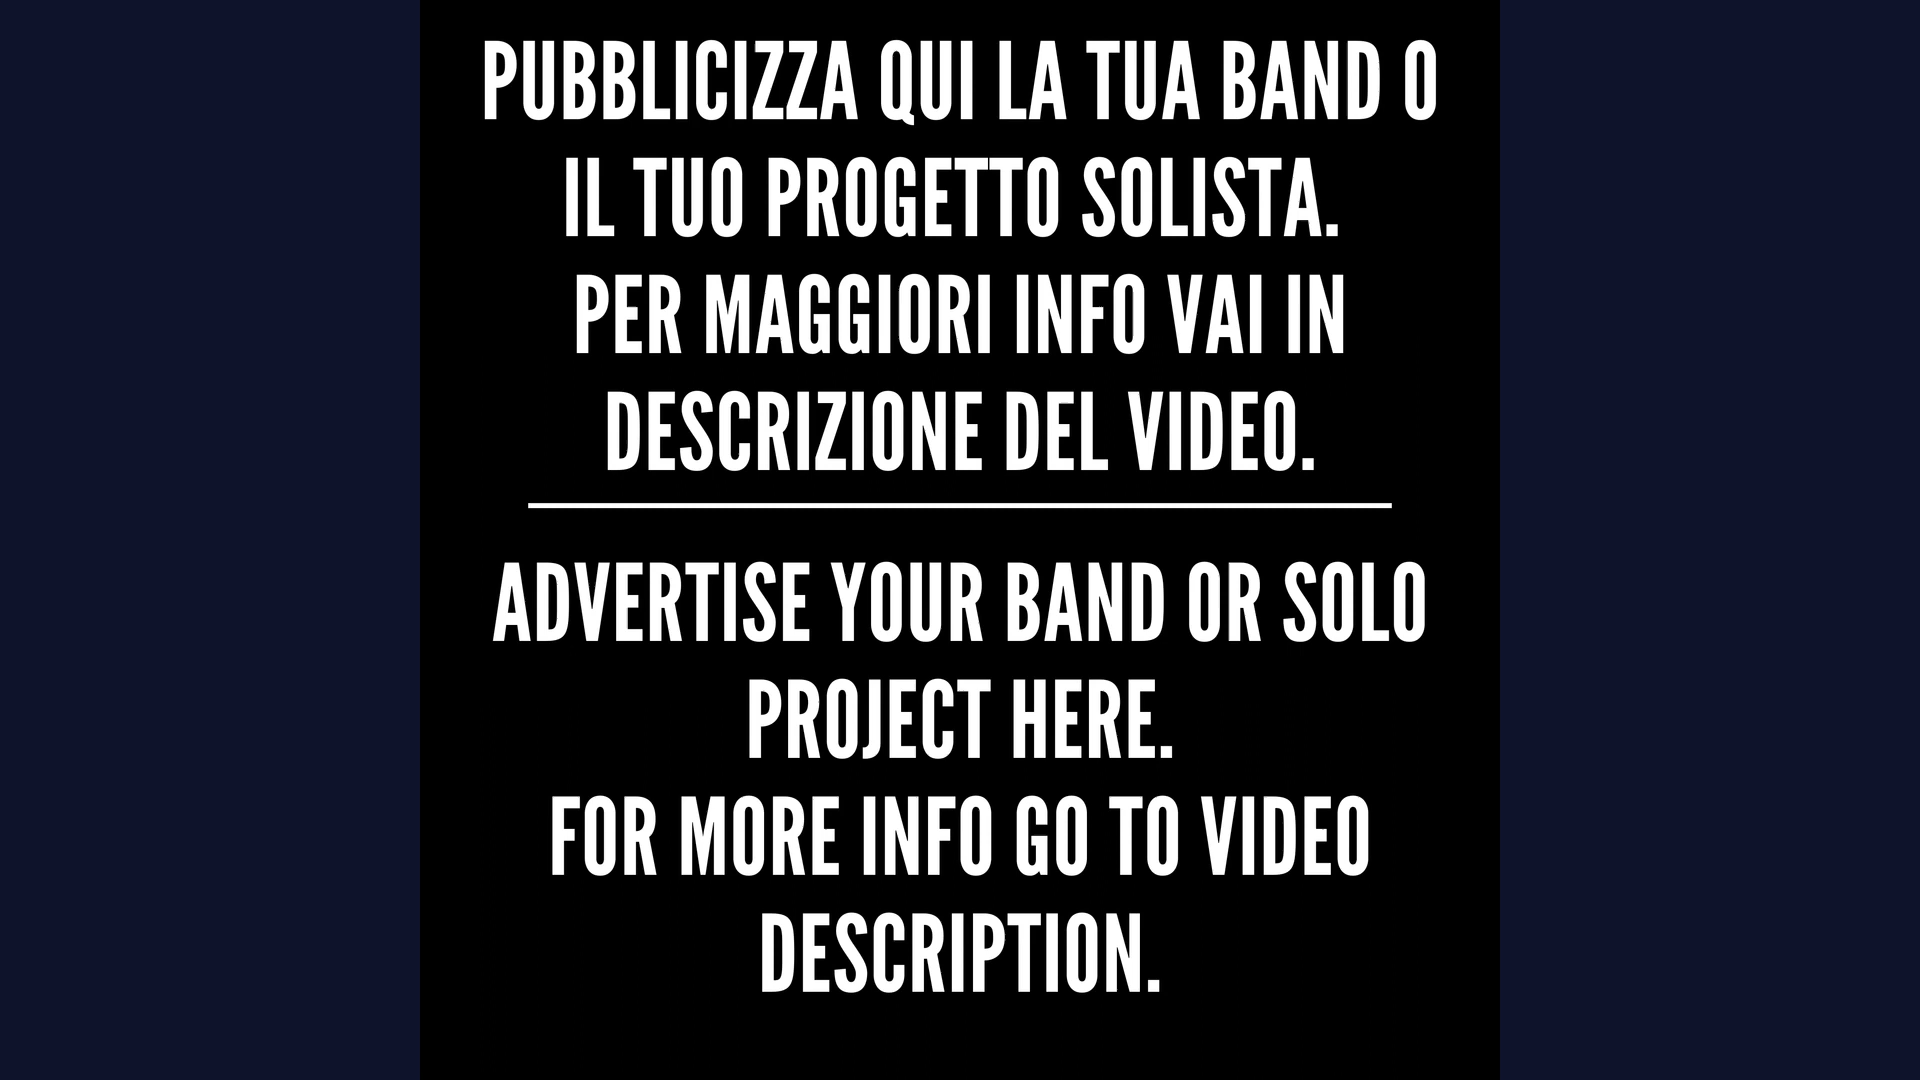 PUBBLICIZZA QUI LA TUA BAND O
IL TUO PROGETTO SOLISTA.
PER MAGGIORI INFO VAI IN
DESCRIZIONE DEL VIDEO.
ADVERTISE YOUR BAND OR SOLO
PROJECT HERE.
FOR MORE INFO GO TO VIDEO
DESCRIPTION.